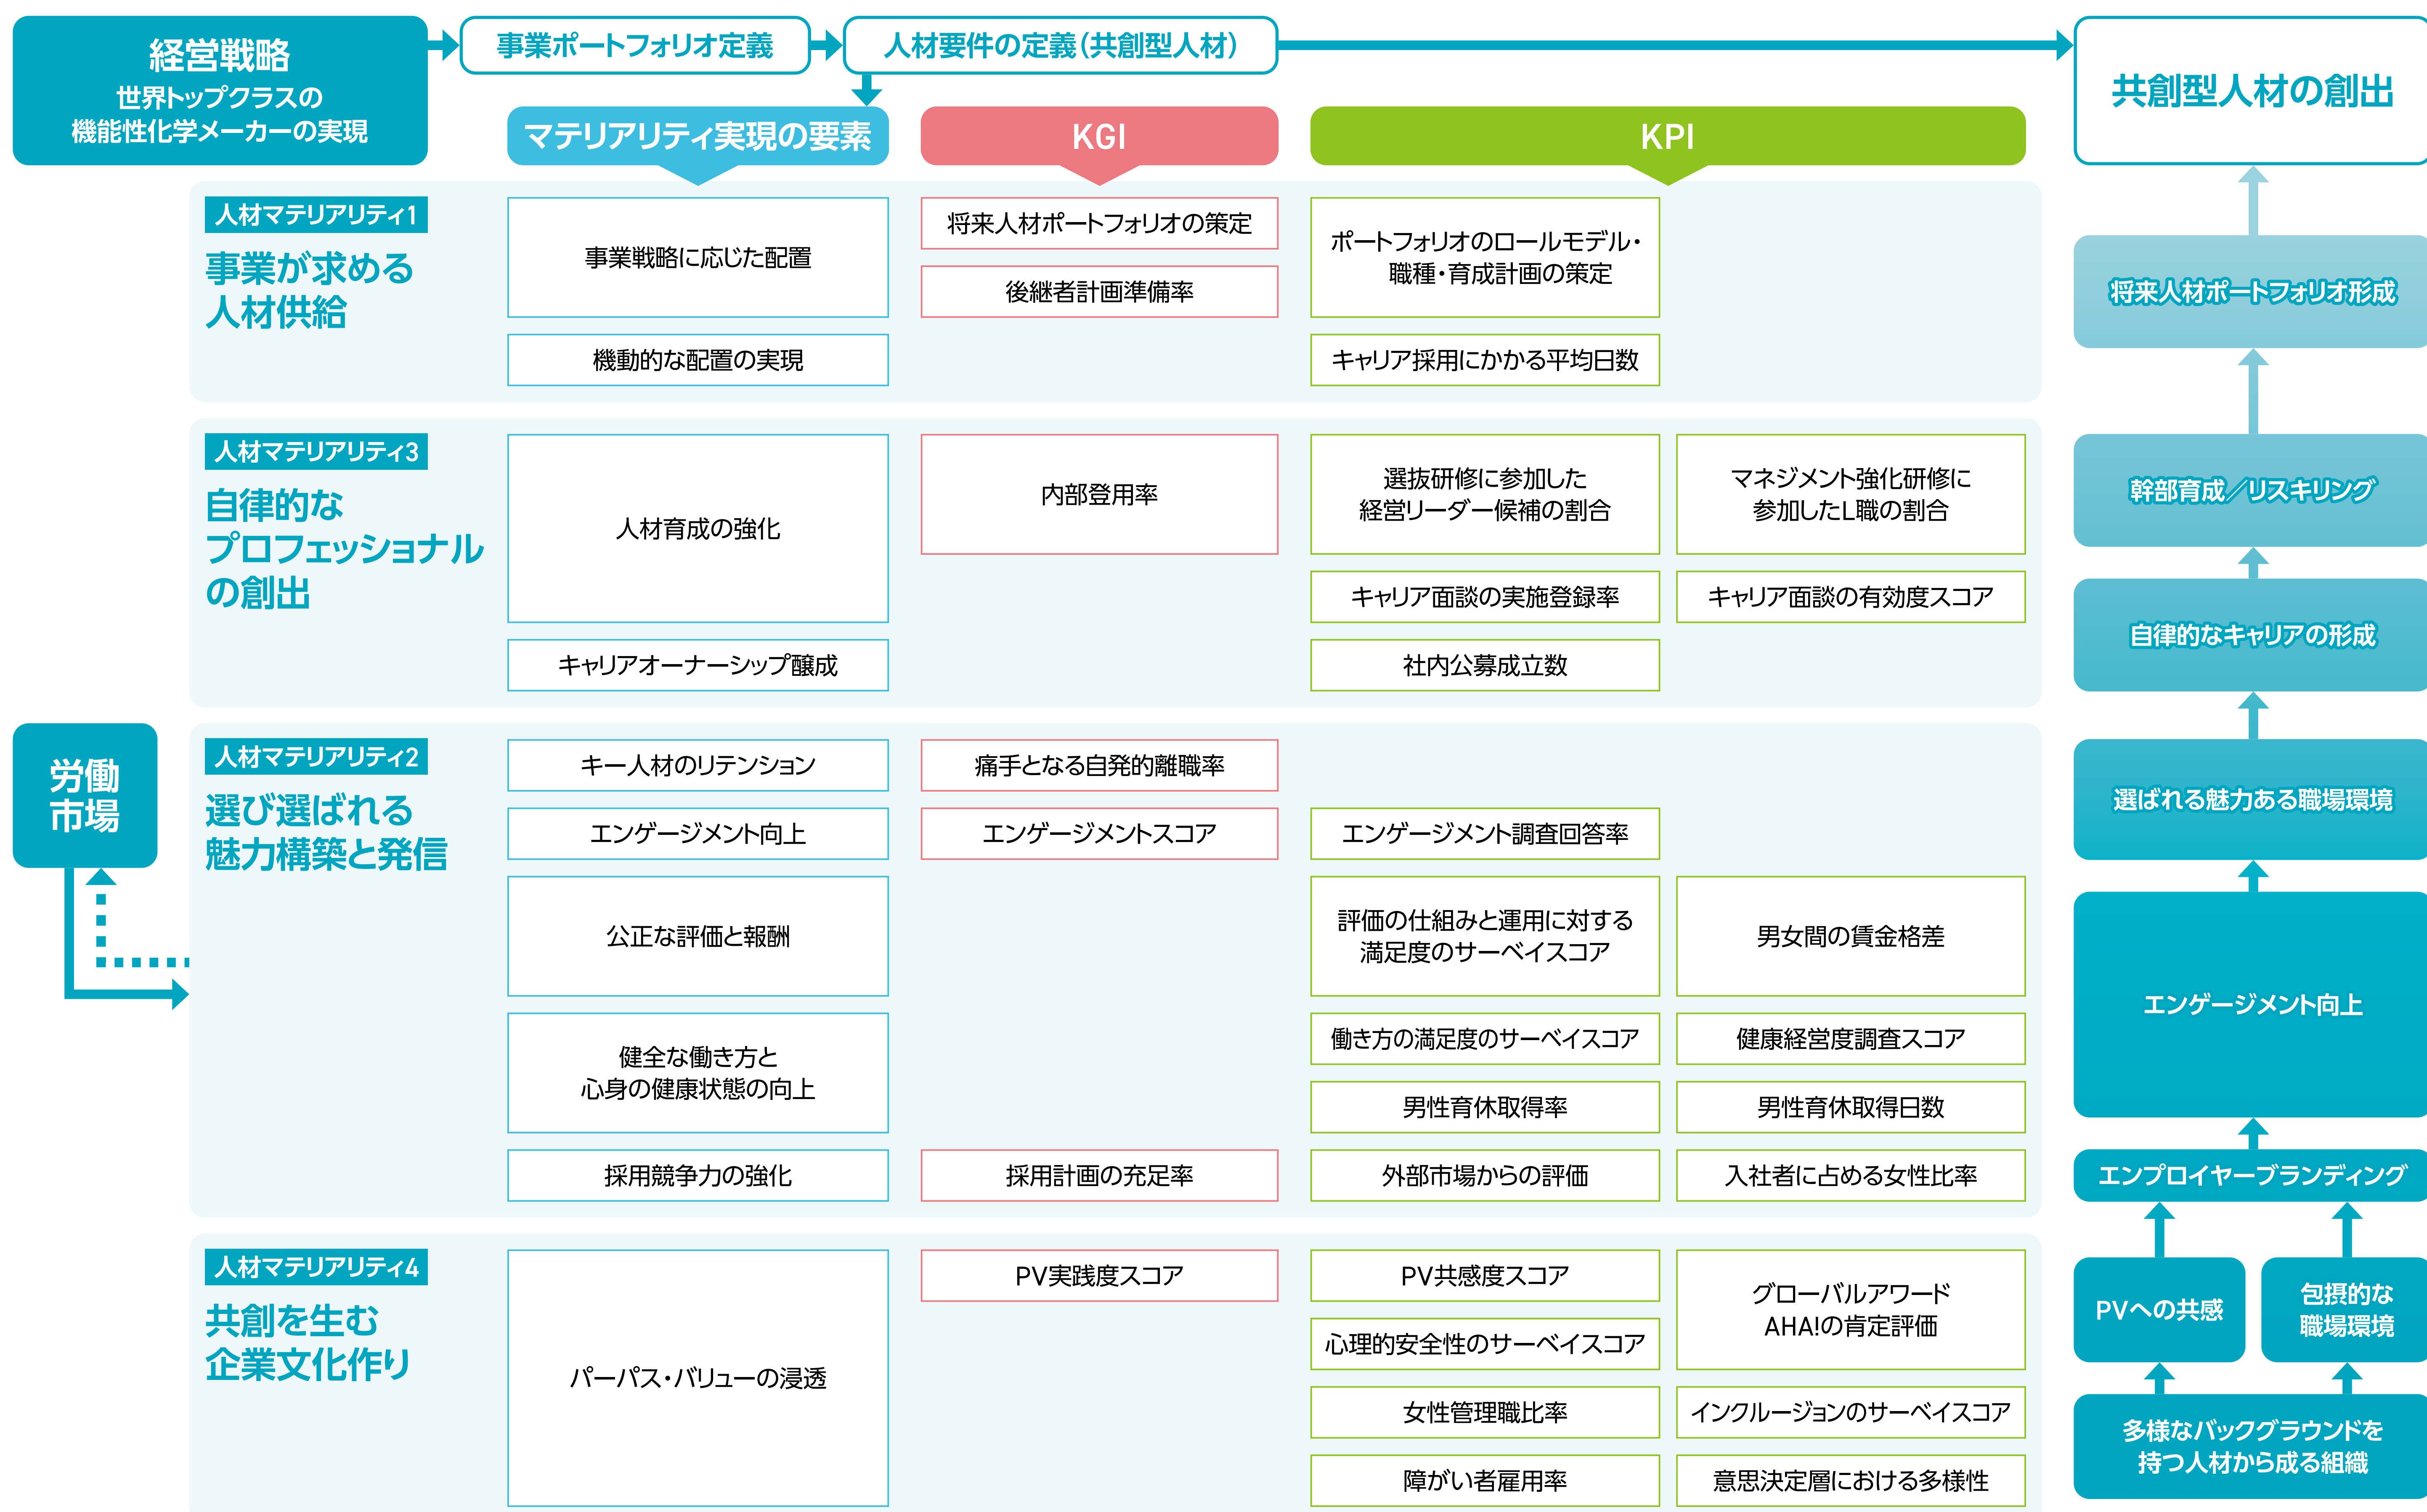 経営戦略
世界トップクラスの
機能性化学メーカーの実現
事業ポートフォリオ定義
人材要件の定義（共創型人材）
共創型人材の創出
マテリアリティ実現の要素
KGI
KPI
人材マテリアリティ1
事業が求める
人材供給
事業戦略に応じた配置
機動的な配置の実現
将来人材ポートフォリオの策定
後継者計画準備率
ポートフォリオのロールモデル・
職種・育成計画の策定
キャリア採用にかかる平均日数
人材マテリアリティ3
自律的な
プロフェッショナル
の創出
人材育成の強化
キャリアオーナーシップ醸成
内部登用率
選抜研修に参加した
経営リーダー候補の割合
マネジメント強化研修に
参加したL職の割合
キャリア面談の実施登録率
キャリア面談の有効度スコア
社内公募成立数
労働
市場
人材マテリアリティ2
選び選ばれる
魅力構築と発信
キー人材のリテンション
痛手となる自発的離職率
エンゲージメント向上
エンゲージメントスコア
エンゲージメント調査回答率
公正な評価と報酬
評価の仕組みと運用に対する
満足度のサーベイスコア
男女間の賃金格差
健全な働き方と
心身の健康状態の向上
働き方の満足度のサーベイスコア
健康経営度調査スコア
男性育休取得率
男性育休取得日数
採用競争力の強化
採用計画の充足率
外部市場からの評価
入社者に占める女性比率
人材マテリアリティ4
共創を生む
企業文化作り
パーパス・バリューの浸透
PV実践度スコア
PV共感度スコア
グローバルアワード
AHA!の肯定評価
心理的安全性のサーベイスコア
女性管理職比率
インクルージョンのサーベイスコア
障がい者雇用率
意思決定層における多様性
将来人材ポートフォリオ形成
幹部育成／リスキリング
自律的なキャリアの形成
選ばれる魅力ある職場環境
エンゲージメント向上
エンプロイヤーブランディング
PVへの共感
包摂的な
職場環境
多様なバックグラウンドを
持つ人材から成る組織